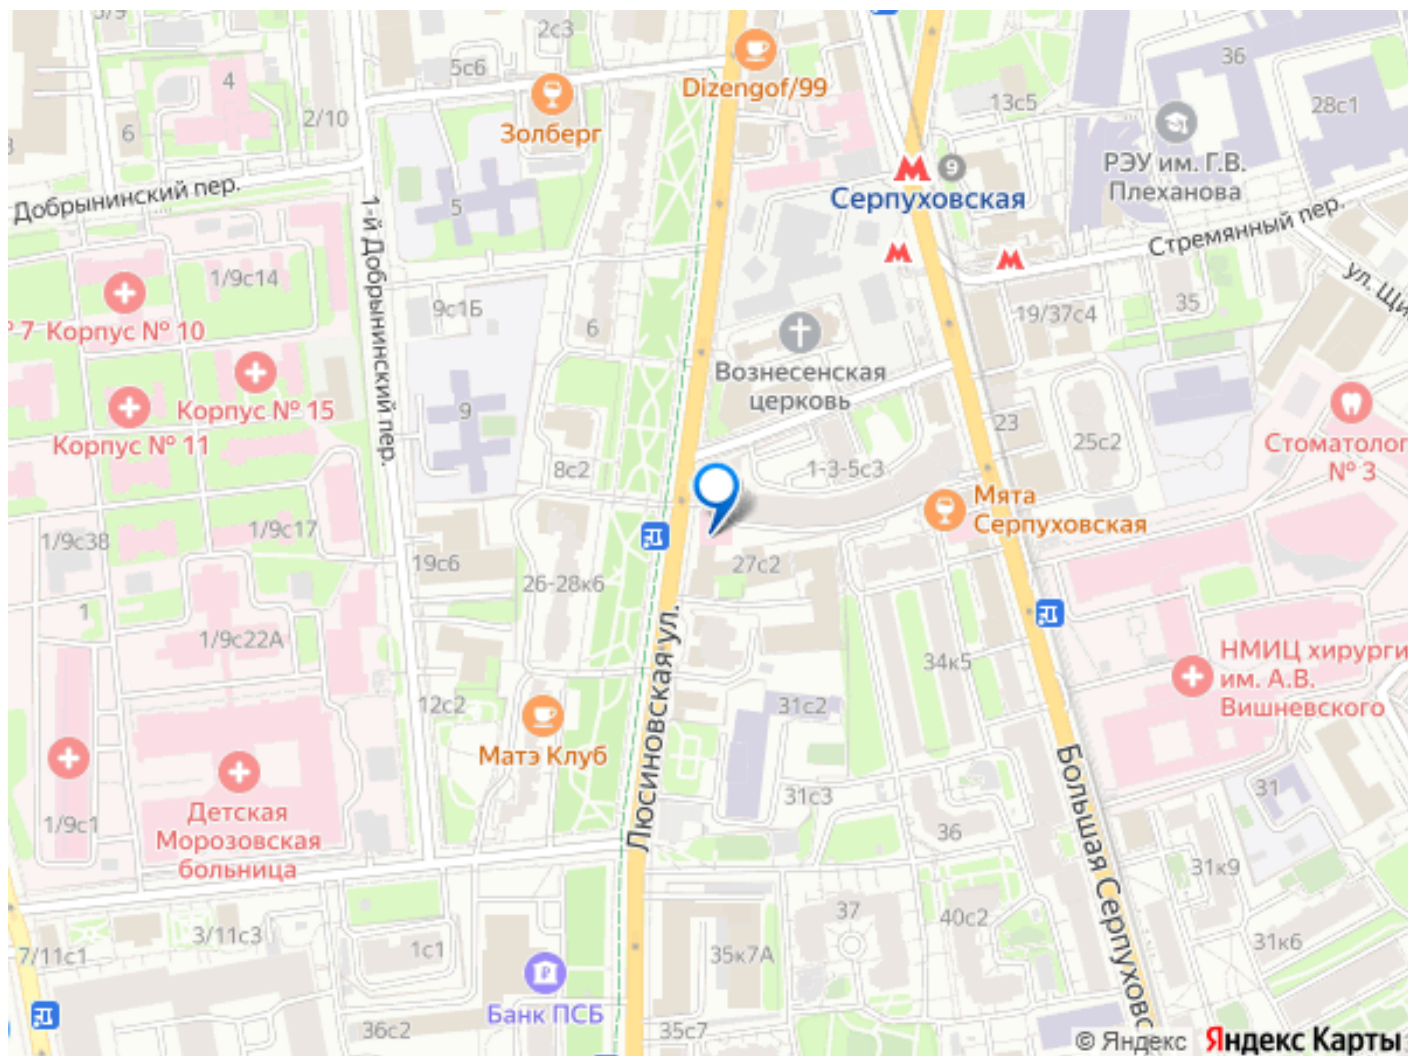 2с3
5с6
4
6
2/10
Золберг
Dizengof/99
36
28с1
13с5
9
РЭУ им. Г.В.
Плеханова
Серпуховская
Добрынинский пер.
5
1-й Добрынинский пер.
Стремянный пер.
1/9с14
9с1Б
6
35
19/37с4
7 Корпус № 10
Вознесенская
церковь
Корпус № 15
Корпус № 11
9
23
25с2
Стоматолог
№ 3
8с2
1-3-5с3
Мята
Серпуховская
1/9с3В
1/9с17
19с6
26-28к6
27с2
1
1/9с22А
Люсиновская ул.
34к5
НМИЦ хирурги
им. А.В.
Вишневского
12с2
31с2
Матэ Клуб
Большая Серпуховс
31с3
31
1/9с1
Детская
Морозовская
больница
36
31к9
37
40с2
7/11с1
3/11с3
1с1
35к7А
31к6
Банк ПСБ
36с2
35с7
© Яндекс Яндекс Карты